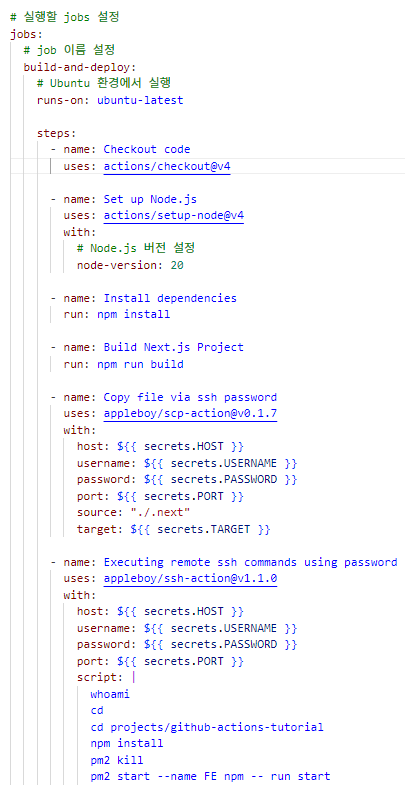 # 실행할 jobs 설정
jobs:
# job 이름 설정
build-and-deploy:
# Ubuntu 환경에서 실행
runs-on: ubuntu-latest
steps:
- name: Checkout code
uses: actions/checkout@v4
- name: Set up Node.js
uses: actions/setup-node@v4
with:
# Node.js 버전 설정
node-version: 20
- name: Install dependencies
run: npm install
- name: Build Next.js Project
run: npm run build
- name: Copy file via ssh password
uses: appleboy/scp-action@v0.1.7
with:
host: ${{ secrets.HOST }}
username: ${{ secrets.USERNAME }}
password: ${{ secrets.PASSWORD }}
port: ${{ secrets.PORT }}
source: "./.next"
target: ${{ secrets.TARGET }}
- name: Executing remote ssh commands using password
uses: appleboy/ssh-action@v1.1.0
with:
host: ${{ secrets.HOST }}
username: ${{ secrets.USERNAME }}
password: ${{ secrets.PASSWORD }}
port: ${{ secrets.PORT }}
script: |
whoami
cd
cd projects/github-actions-tutorial
npm install
pm2 kill
pm2 start --name FE npm -- run start